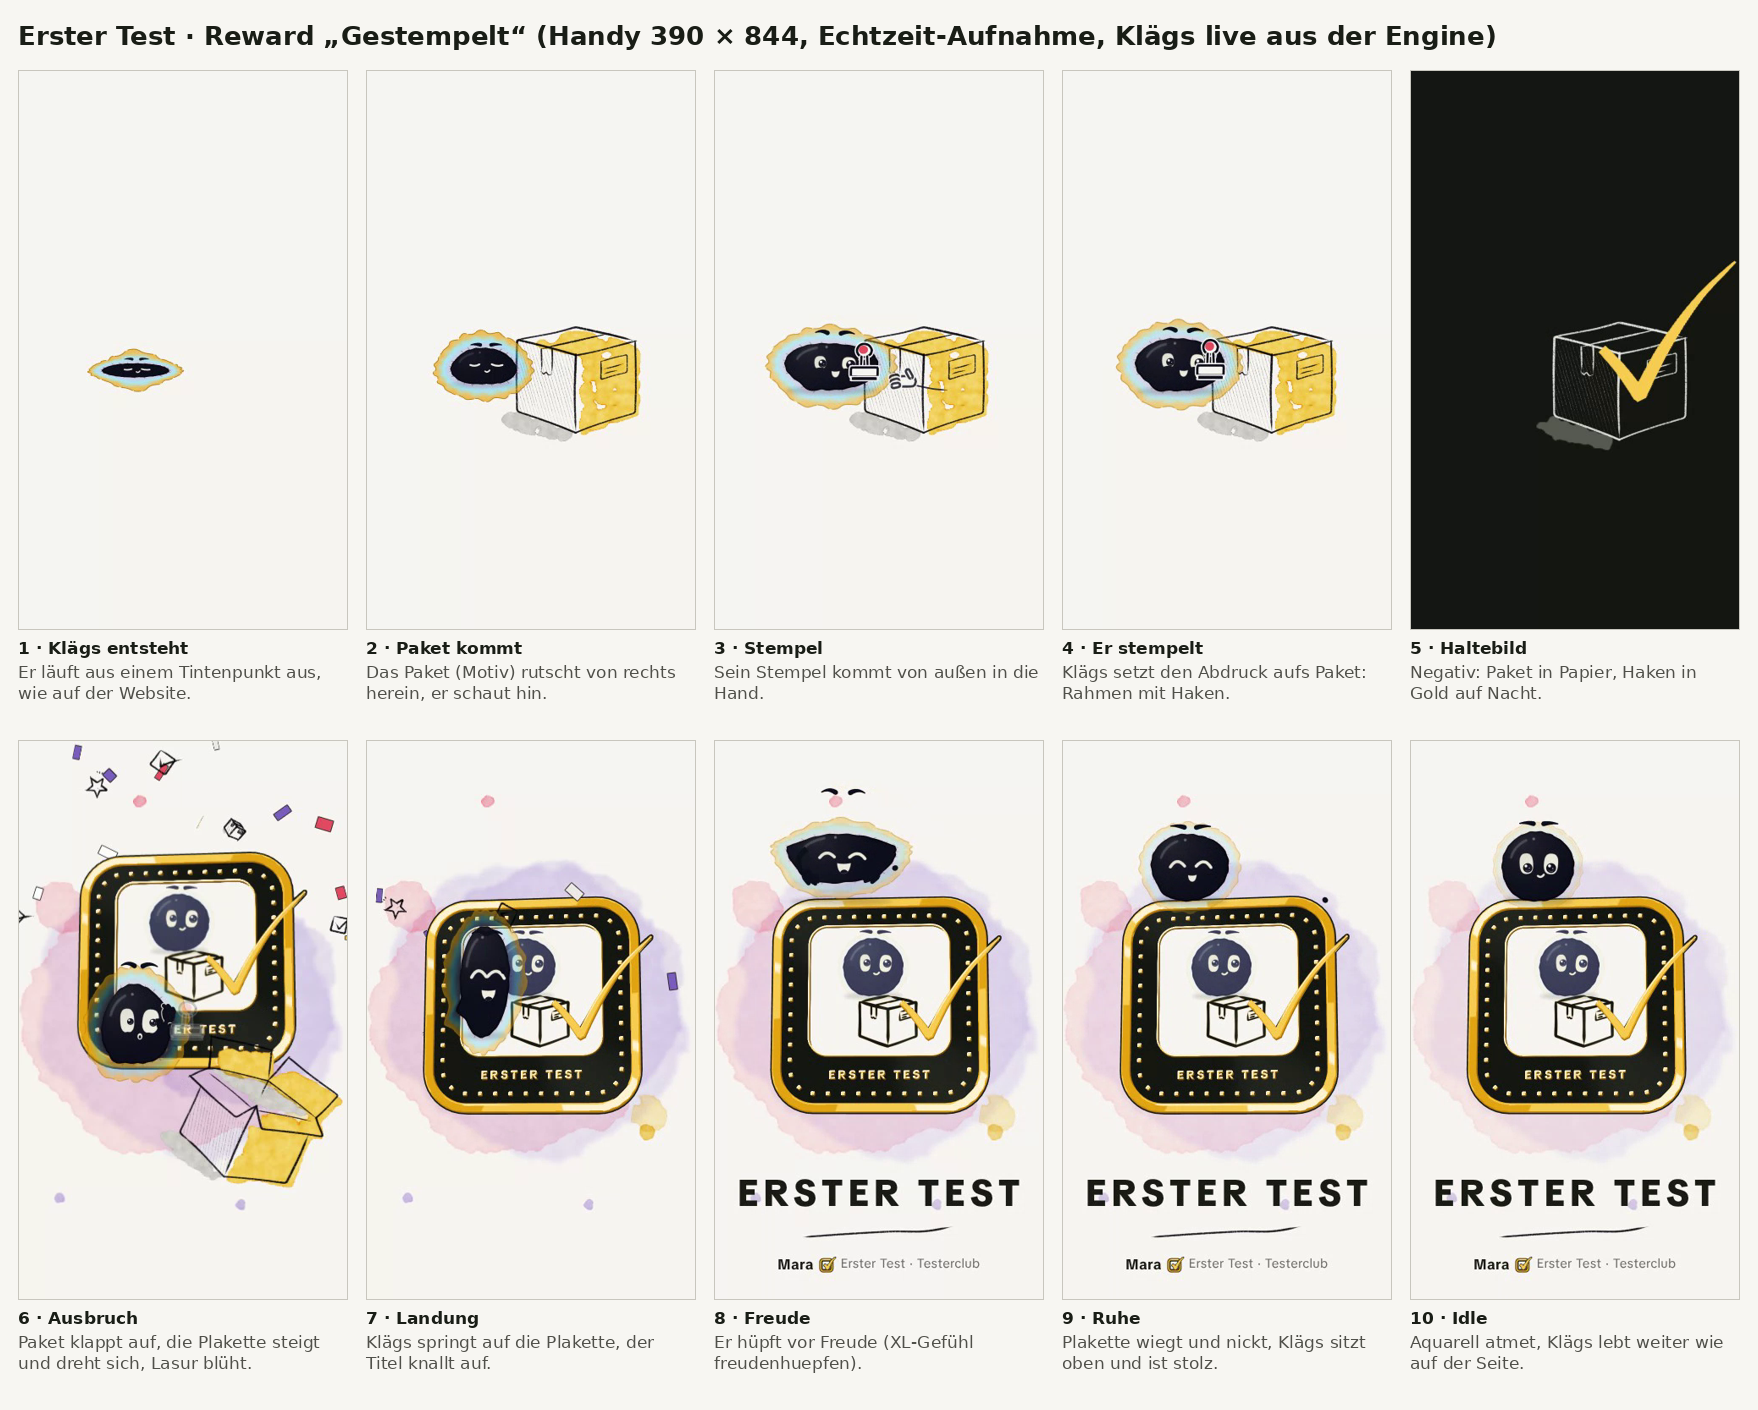 Erster Test · Reward „Gestempelt“ (Handy 390 × 844, Echtzeit-Aufnahme, Klägs live aus der Engine)
1 · Klägs entsteht
Er läuft aus einem Tintenpunkt aus,
wie auf der Website.
2 · Paket kommt
Das Paket (Motiv) rutscht von rechts
herein, er schaut hin.
3 · Stempel
Sein Stempel kommt von außen in die
Hand.
4 · Er stempelt
Klägs setzt den Abdruck aufs Paket:
Rahmen mit Haken.
5 · Haltebild
Negativ: Paket in Papier, Haken in
Gold auf Nacht.
ER TEST
ERSTER TEST
ERSTER TEST
ERSTER TEST
ERSTER TEST
ERSTER TEST
ERSTER TEST
ERSTER TEST
Mara Erster Test · Testerclub
Mara Erster Test · Testerclub
Mara Erster Test · Testerclub
6 · Ausbruch
Paket klappt auf, die Plakette steigt
und dreht sich, Lasur blüht.
7 · Landung
Klägs springt auf die Plakette, der
Titel knallt auf.
8 · Freude
Er hüpft vor Freude (XL-Gefühl
freudenhuepfen).
9 · Ruhe
Plakette wiegt und nickt, Klägs sitzt
oben und ist stolz.
10 · Idle
Aquarell atmet, Klägs lebt weiter wie
auf der Seite.